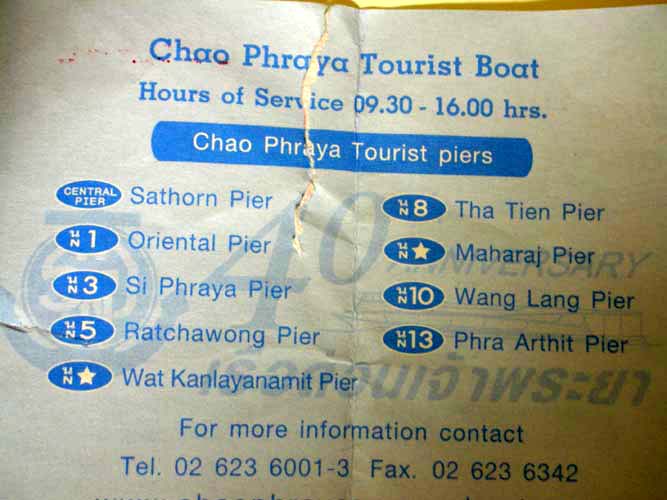 Chao Phraya Tourist Boat
Hours of Service 09.30 - 16.00 hrs.
Chao Phraya Tourist piers
CENTRAL PIER Sathorn Pier
น N 1 Oriental Pier
น N 3 Si Phraya Pier
น N 5 Ratchawong Pier
น N ★ Wat Kanlayanamit Pier
น N 8 Tha Tien Pier
น N ★ Maharaj Pier
น N 10 Wang Lang Pier
น N 13 Phra Arthit Pier
40 ANNIVERSARY
เรือด่วนเจ้าพระยา
For more information contact
Tel. 02 623 6001-3 Fax. 02 623 6342